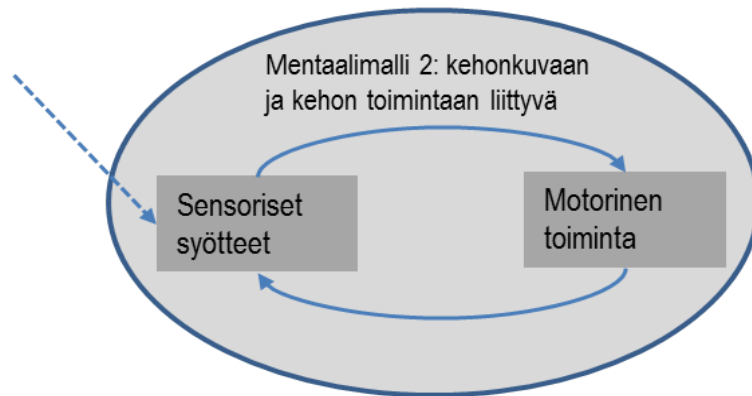 Mentaalimalli 2: kehonkuvaan
ja kehon toimintaan liittyvä
Sensoriset
syötteet
Motorinen
toiminta